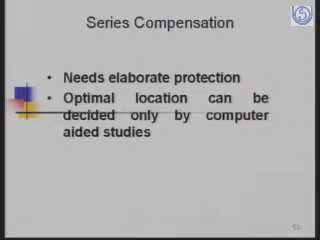 Series Compensation
• Needs elaborate protection
• Optimal location can be
decided only by computer
aided studies